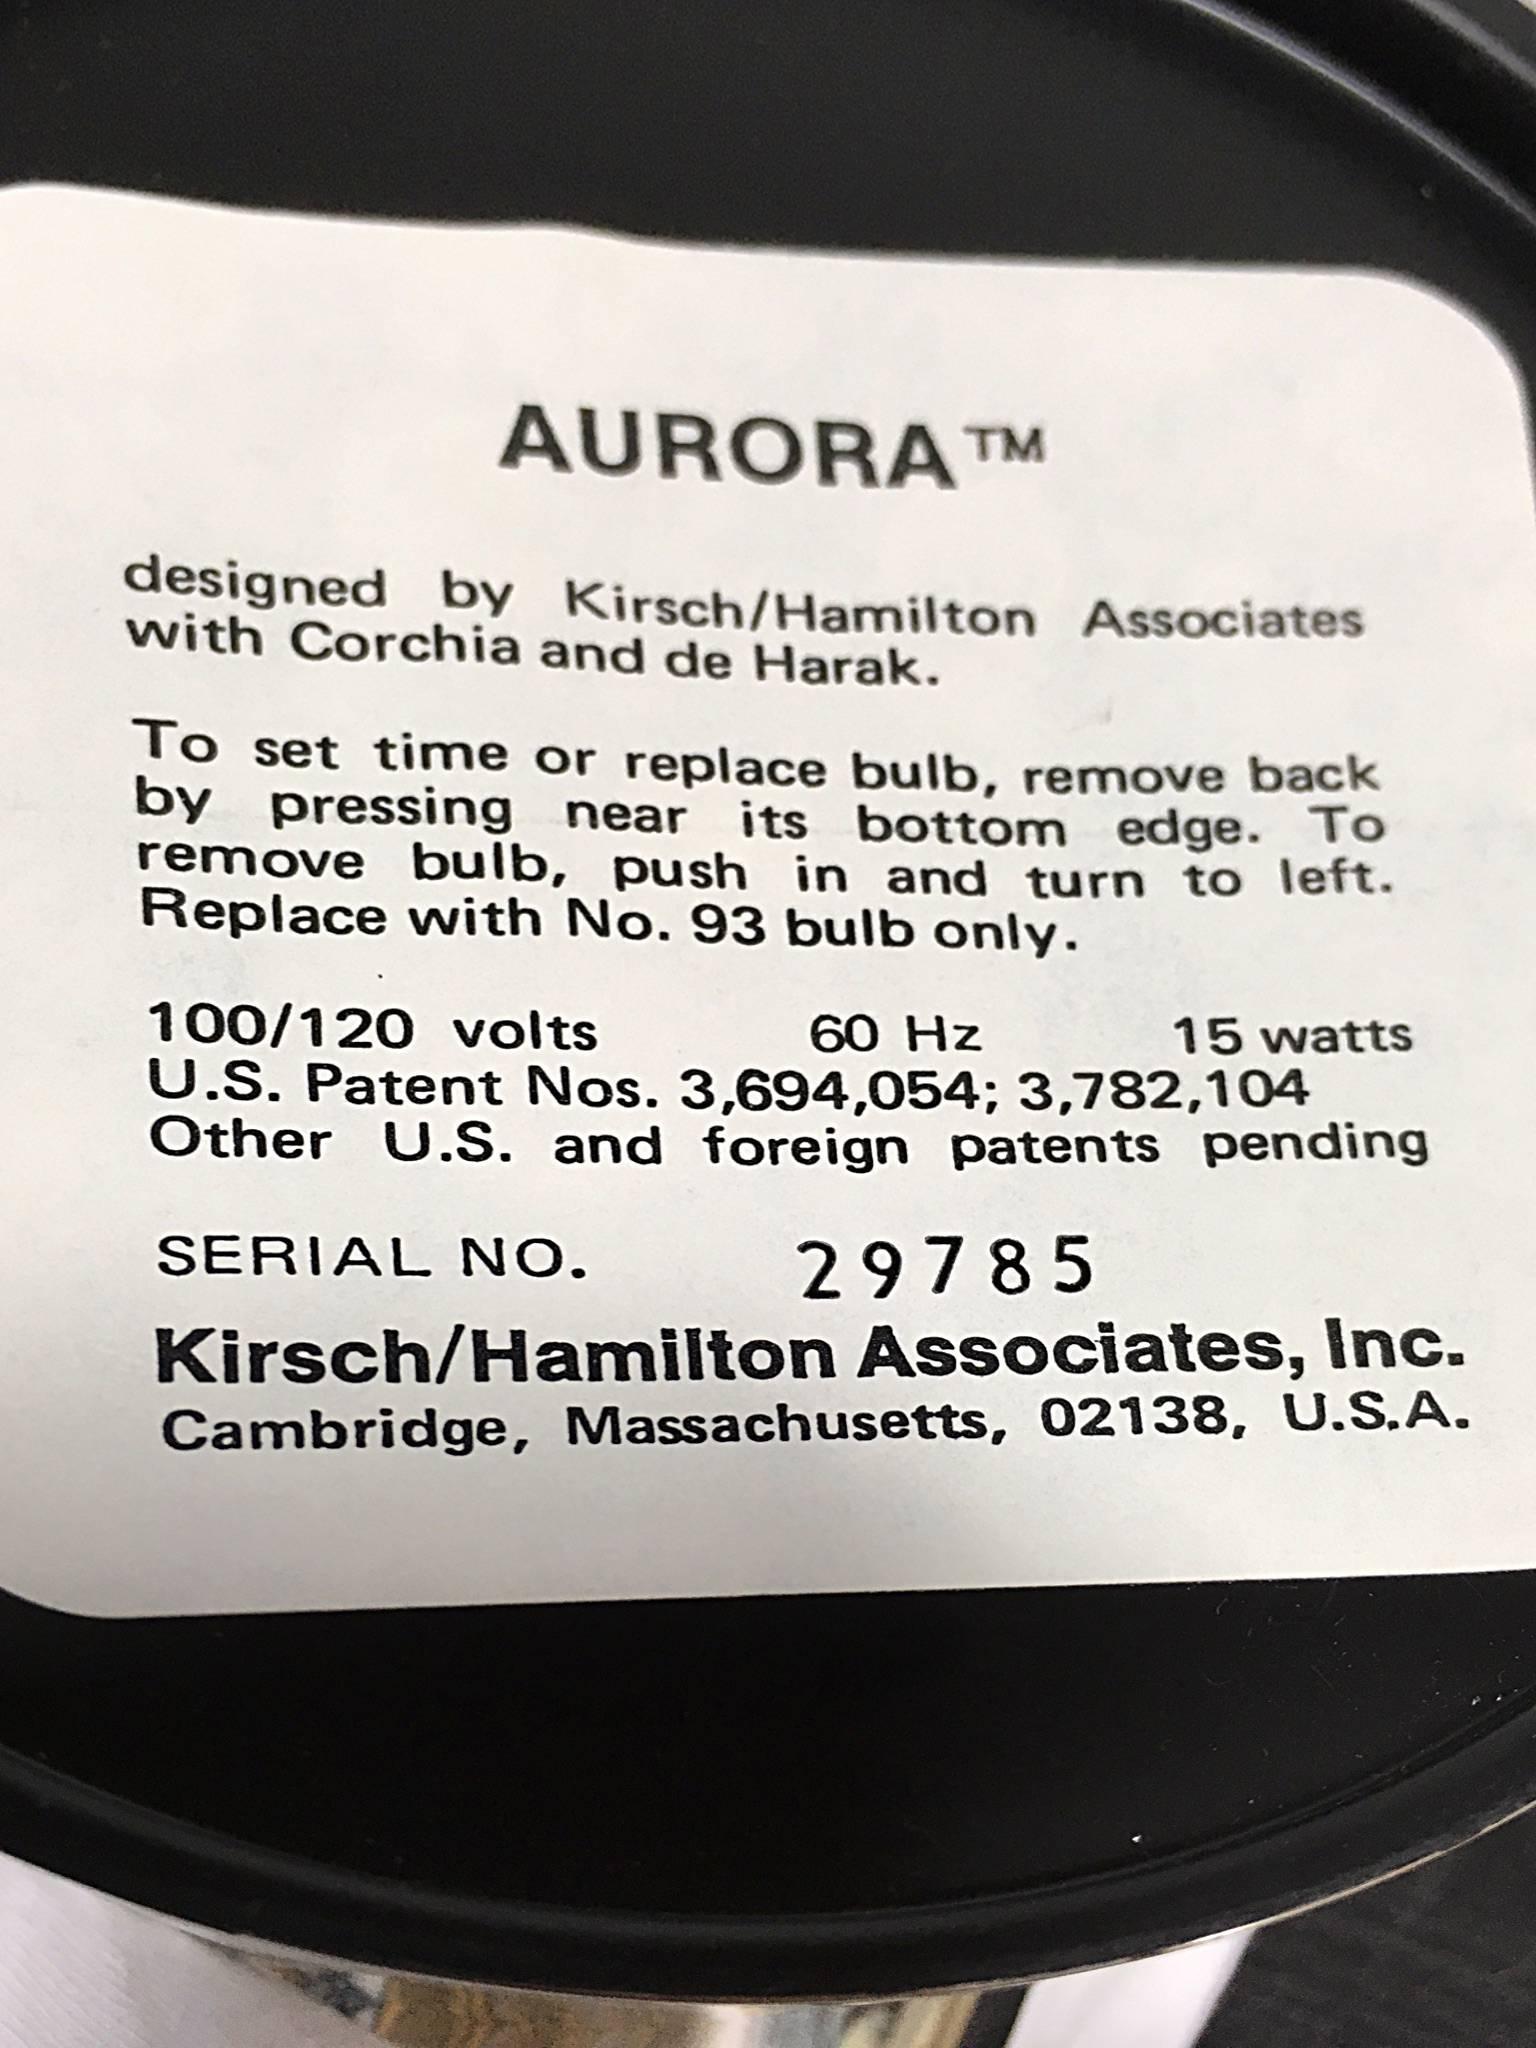 AURORA™
designed by Kirsch/Hamilton Associates
with Corchia and de Harak.
To set time or replace bulb, remove back
by pressing near its bottom edge. To
remove bulb, push in and turn to left.
Replace with No. 93 bulb only.
100/120 volts 60 Hz 15 watts
U.S. Patent Nos. 3,694,054; 3,782,104
Other U.S. and foreign patents pending
SERIAL NO. 29785
Kirsch/Hamilton Associates, Inc.
Cambridge, Massachusetts, 02138, U.S.A.